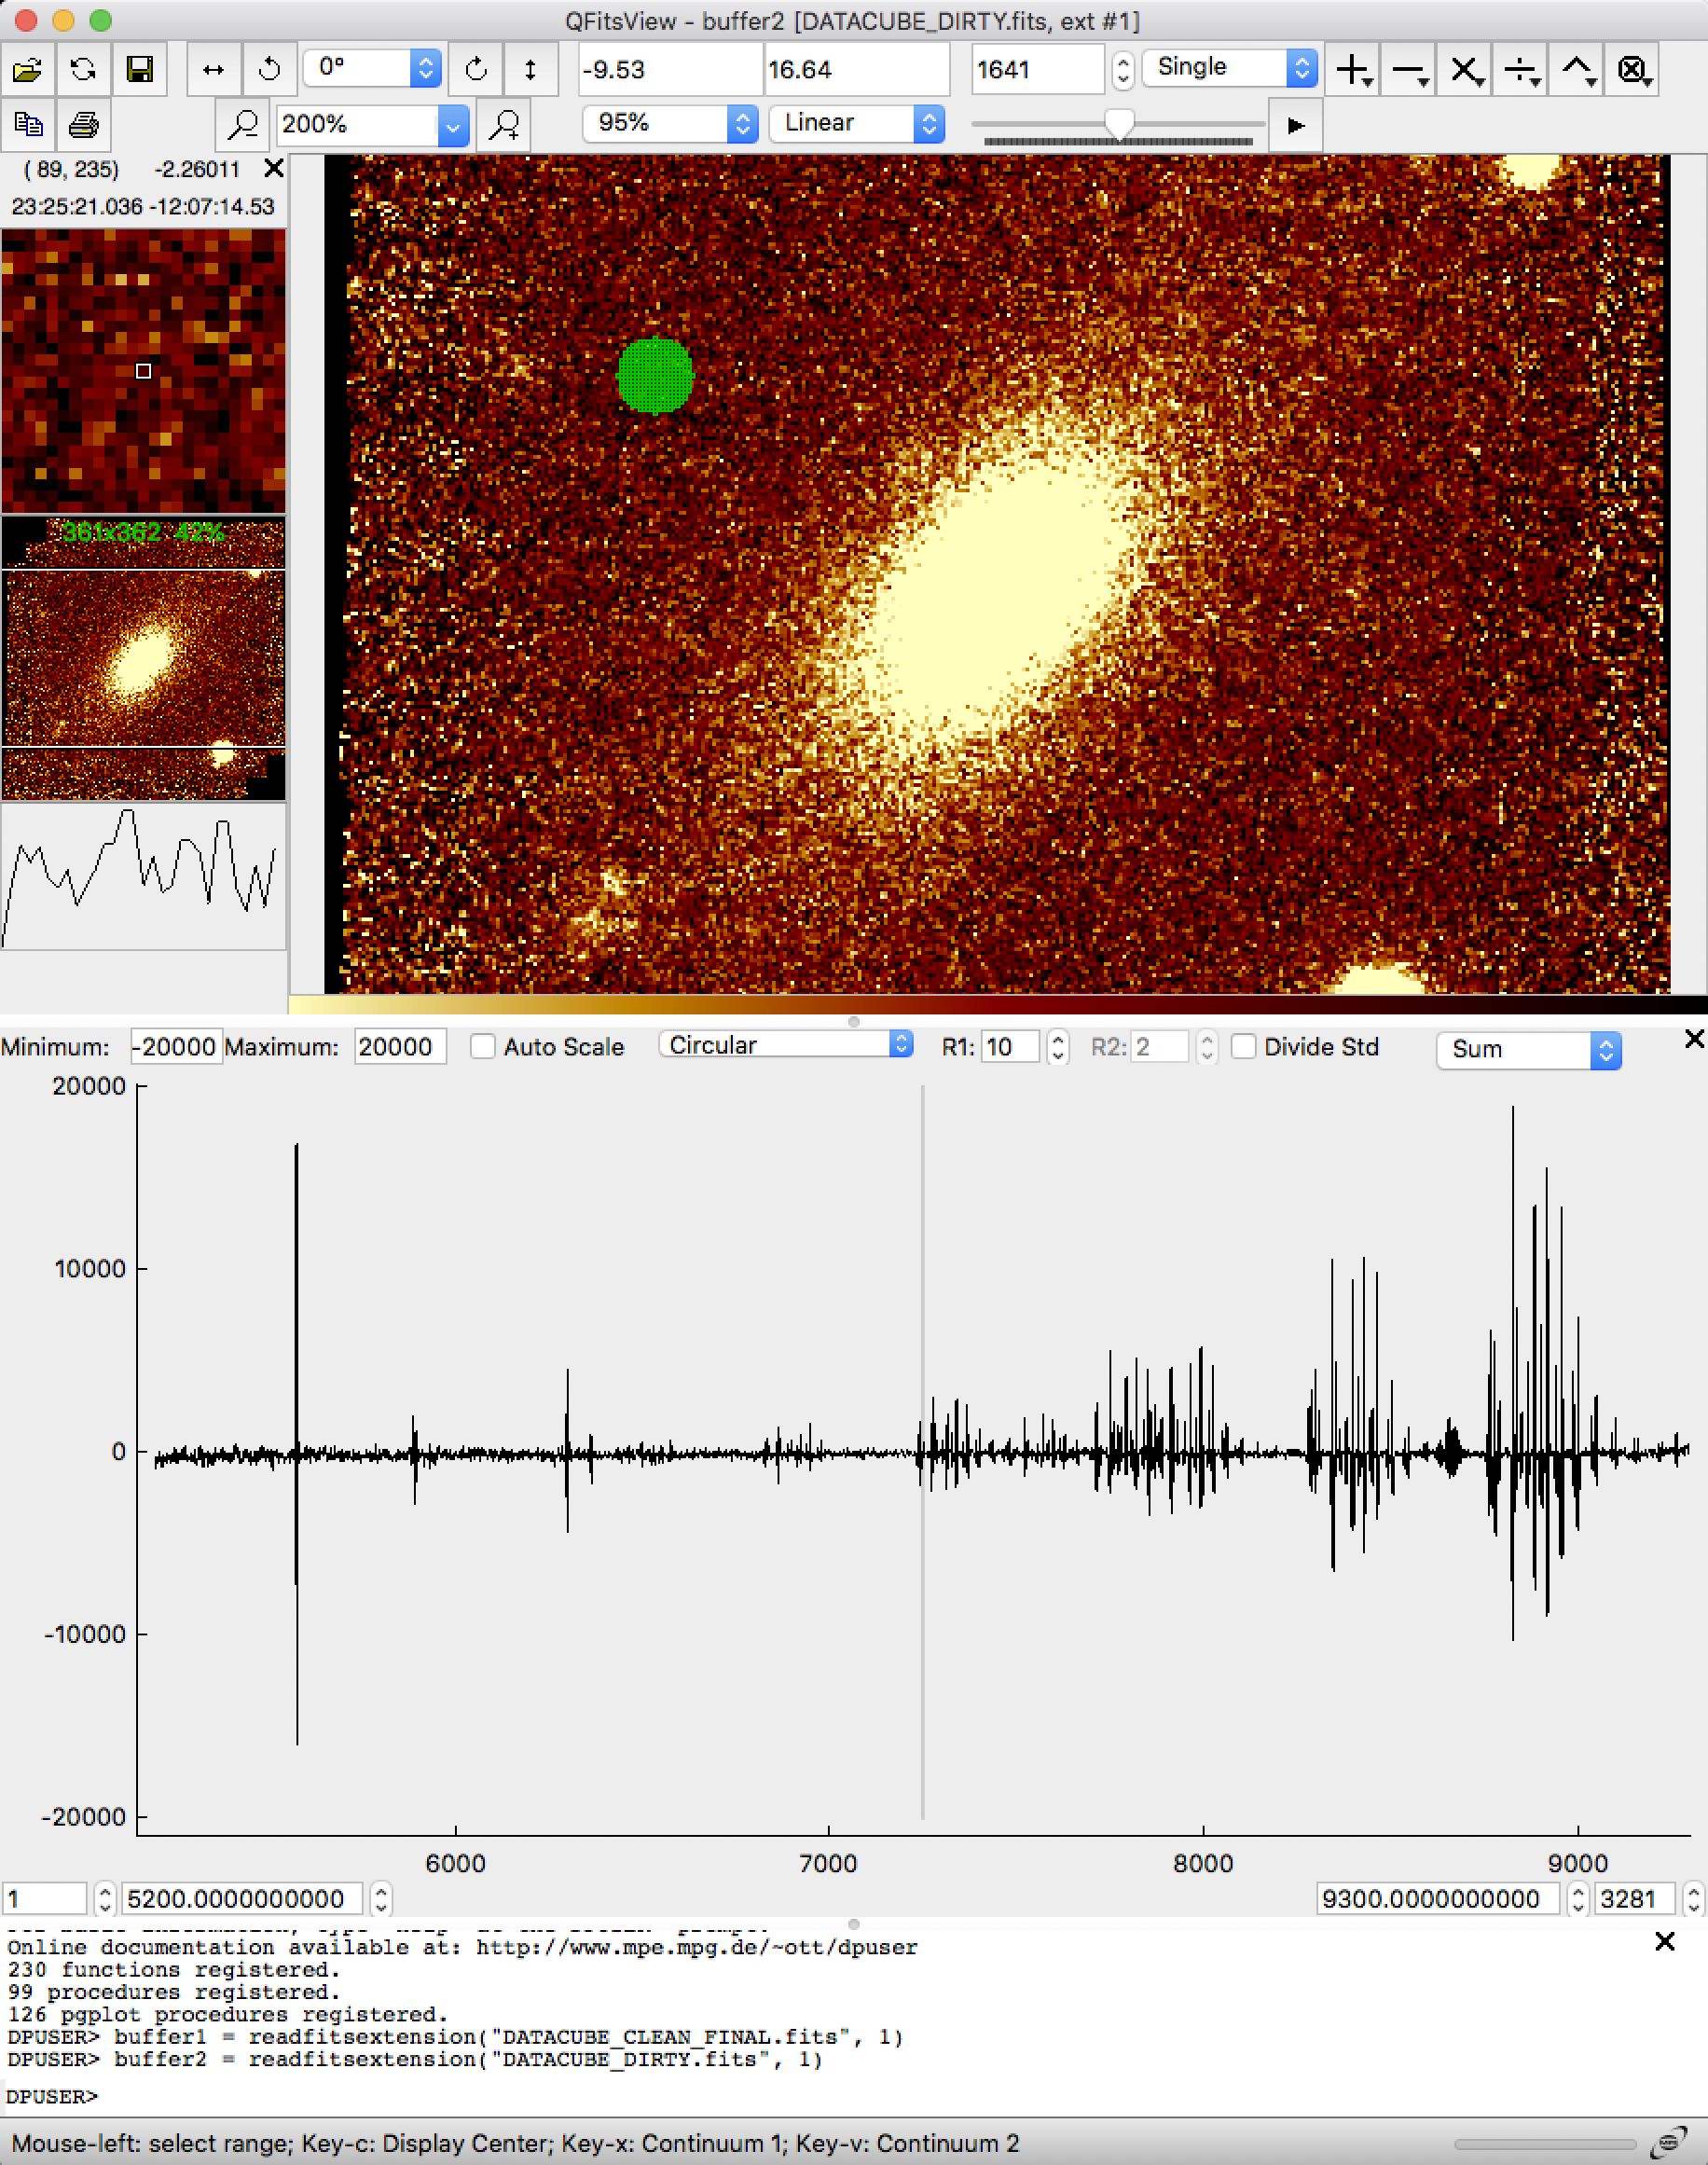 QFitsView - buffer2 [DATACUBE_DIRTY.fits, ext #1]
0° -9.53 16.64 1641 Single
200% 95% Linear
( 89, 235) -2.26011
23:25:21.036 -12:07:14.53
361x362 42%
Minimum: -20000 Maximum: 20000 Auto Scale Circular R1: 10 R2: 2 Divide Std Sum
20000
10000
0
-10000
-20000
6000 7000 8000 9000
1 5200.0000000000 9300.0000000000 3281
Online documentation available at: http://www.mpe.mpg.de/~ott/dpuser
230 functions registered.
99 procedures registered.
126 pgplot procedures registered.
DPUSER> buffer1 = readfitsextension("DATACUBE_CLEAN_FINAL.fits", 1)
DPUSER> buffer2 = readfitsextension("DATACUBE_DIRTY.fits", 1)
DPUSER>
Mouse-left: select range; Key-c: Display Center; Key-x: Continuum 1; Key-v: Continuum 2